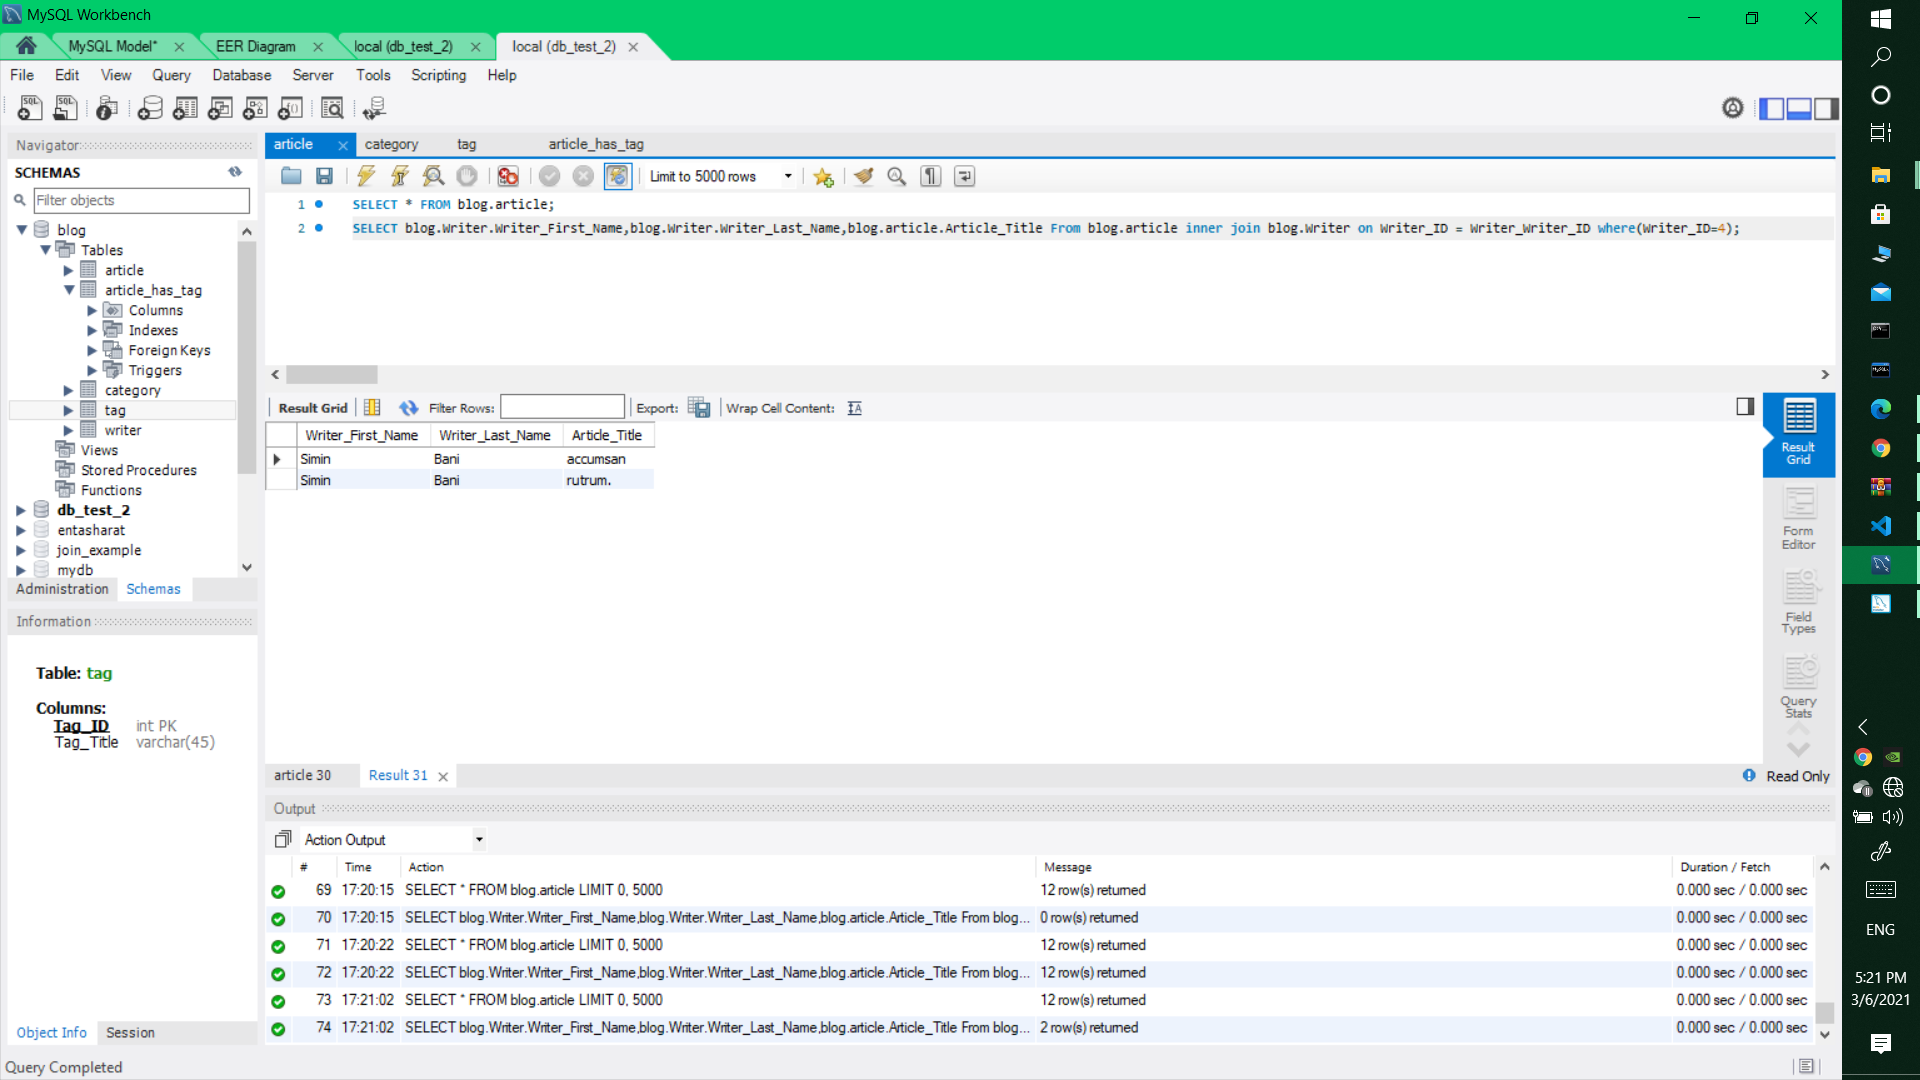 MySQL Workbench
MySQL Model*
EER Diagram
local (db_test_2)
local (db_test_2)
File Edit View Query Database Server Tools Scripting Help
Navigator
SCHEMAS
Filter objects
blog
Tables
article
article_has_tag
Columns
Indexes
Foreign Keys
Triggers
category
tag
writer
Views
Stored Procedures
Functions
db_test_2
entasharat
join_example
mydb
Administration Schemas
Information
Table: tag
Columns:
Tag_ID int PK
Tag_Title varchar(45)
Object Info Session
Query Completed
article category tag article_has_tag
Limit to 5000 rows
1 SELECT * FROM blog.article;
2 SELECT blog.Writer.Writer_First_Name,blog.Writer.Writer_Last_Name,blog.article.Article_Title From blog.article inner join blog.Writer on Writer_ID = Writer_Writer_ID where(Writer_ID=4);
Result Grid Filter Rows: Export: Wrap Cell Content:
Writer_First_Name Writer_Last_Name Article_Title
Simin Bani accumsan
Simin Bani rutrum.
Result Grid
Form Editor
Field Types
Query Stats
article 30 Result 31 Read Only
Output
Action Output
# Time Action Message Duration / Fetch
69 17:20:15 SELECT * FROM blog.article LIMIT 0, 5000 12 row(s) returned 0.000 sec / 0.000 sec
70 17:20:15 SELECT blog.Writer.Writer_First_Name,blog.Writer.Writer_Last_Name,blog.article.Article_Title From blog... 0 row(s) returned 0.000 sec / 0.000 sec
71 17:20:22 SELECT * FROM blog.article LIMIT 0, 5000 12 row(s) returned 0.000 sec / 0.000 sec
72 17:20:22 SELECT blog.Writer.Writer_First_Name,blog.Writer.Writer_Last_Name,blog.article.Article_Title From blog... 12 row(s) returned 0.000 sec / 0.000 sec
73 17:21:02 SELECT * FROM blog.article LIMIT 0, 5000 12 row(s) returned 0.000 sec / 0.000 sec
74 17:21:02 SELECT blog.Writer.Writer_First_Name,blog.Writer.Writer_Last_Name,blog.article.Article_Title From blog... 2 row(s) returned 0.000 sec / 0.000 sec
ENG
5:21 PM
3/6/2021